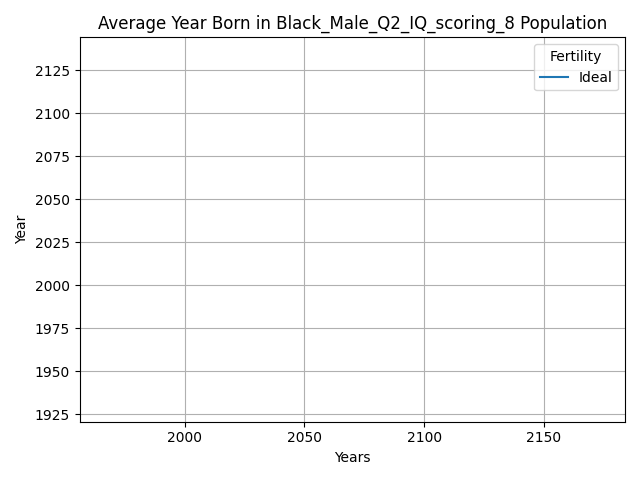 Average Year Born in Black_Male_Q2_IQ_scoring_8 Population
Fertility
Ideal
2125
2100
2075
2050
2025
2000
1975
1950
1925
Year
2000 2050 2100 2150
Years